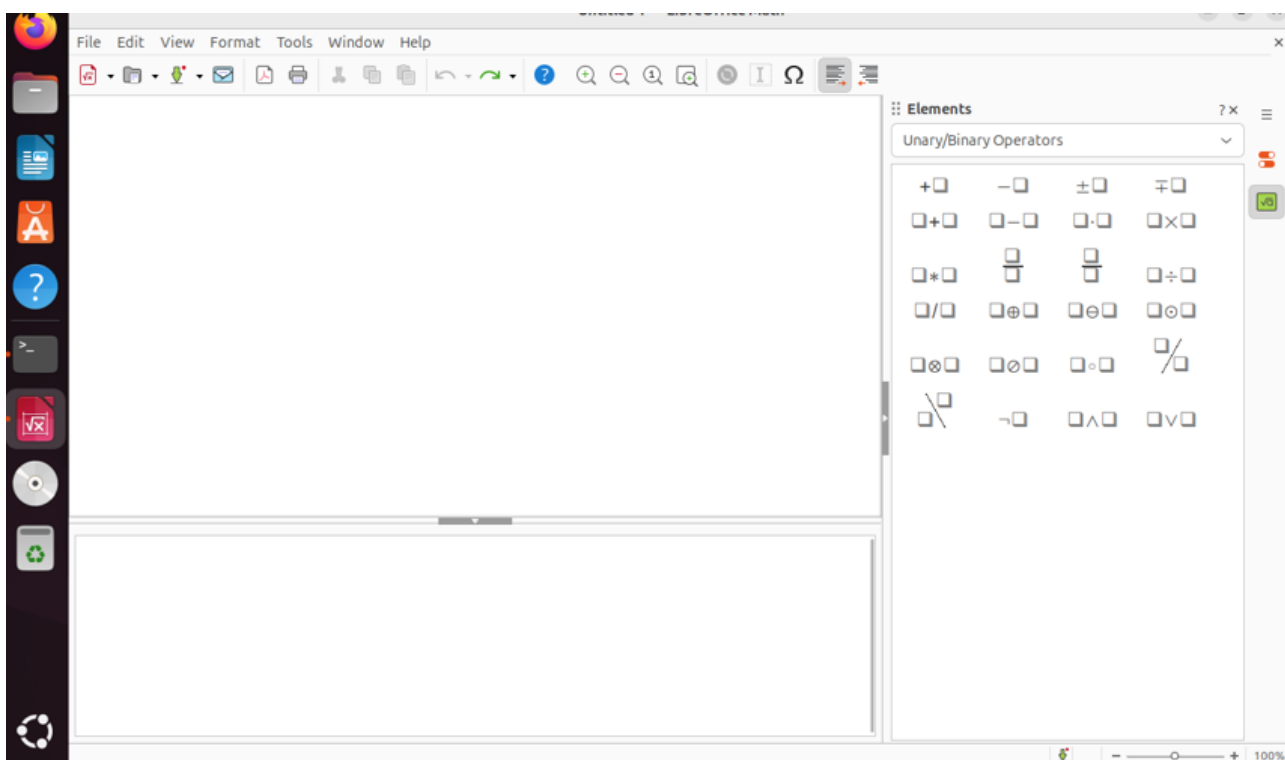 File Edit View Format Tools Window Help
Elements
Unary/Binary Operators
+❏ −❏ ±❏ ∓❏
❏+❏ ❏−❏ ❏·❏ ❏×❏
❏∗❏ ❏/❏ ❏/❏ ❏÷❏
❏/❏ ❏⊕❏ ❏⊖❏ ❏⊙❏
❏⊗❏ ❏⊘❏ ❏∘❏ ❏∕❏
❏\❏ ¬❏ ❏∧❏ ❏∨❏
100%